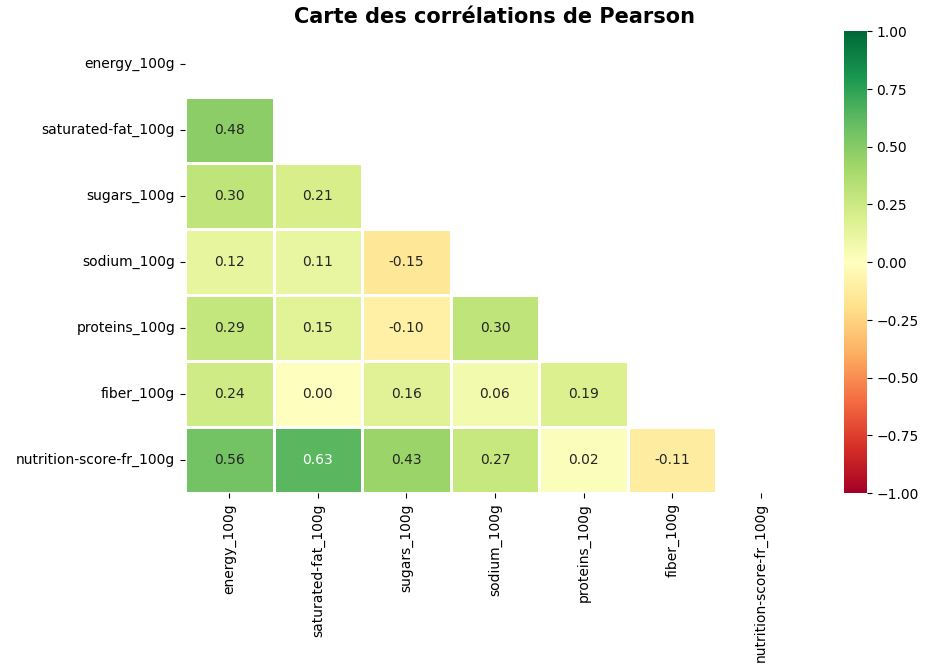 Carte des corrélations de Pearson
energy_100g
saturated-fat_100g
0.48
sugars_100g
0.30 0.21
sodium_100g
0.12 0.11 -0.15
proteins_100g
0.29 0.15 -0.10 0.30
fiber_100g
0.24 0.00 0.16 0.06 0.19
nutrition-score-fr_100g
0.56 0.63 0.43 0.27 0.02 -0.11
energy_100g
saturated-fat_100g
sugars_100g
sodium_100g
proteins_100g
fiber_100g
nutrition-score-fr_100g
1.00
0.75
0.50
0.25
0.00
−0.25
−0.50
−0.75
−1.00